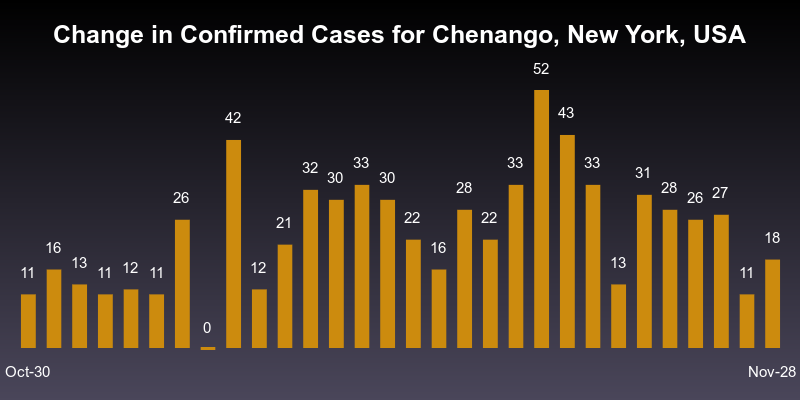 Change in Confirmed Cases for Chenango, New York, USA
11 16 13 11 12 11 26 0 42 12 21 32 30 33 30 22 16 28 22 33 52 43 33 13 31 28 26 27 11 18
Oct-30 Nov-28